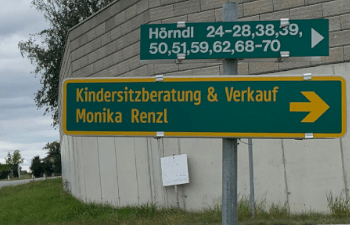 Hörndl 24-28,38,39,
50,51,59,62,68-70
Kindersitzberatung & Verkauf
Monika Renzl